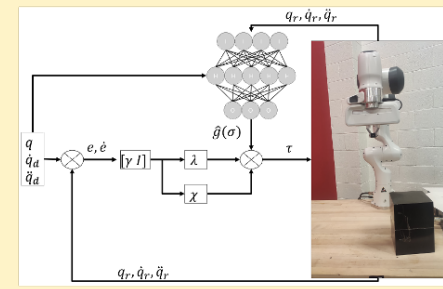 q_r, q̇_r, q̈_r
ĝ(σ)
q
q̇_d
q̈_d
e, ė
[γ I]
λ
τ
χ
q_r, q̇_r, q̈_r